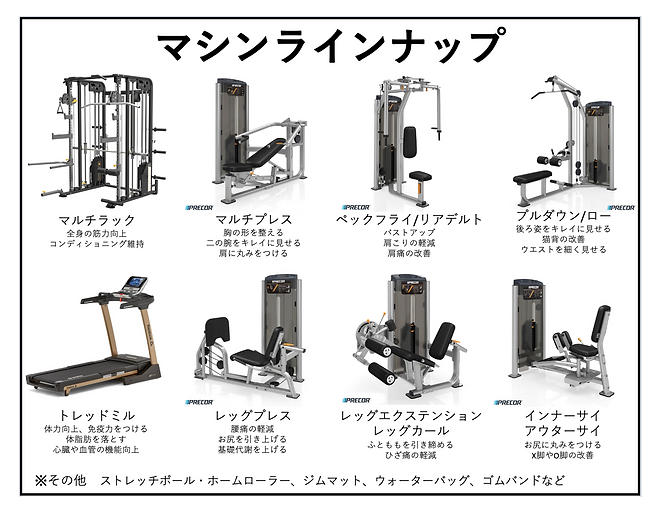 マシンラインナップ
マルチラック
全身の筋力向上
コンディショニング維持
PRECOR
マルチプレス
胸の形を整える
二の腕をキレイに見せる
肩に丸みをつける
PRECOR
ペックフライ/リアデルト
バストアップ
肩こりの軽減
肩痛の改善
PRECOR
プルダウン/ロー
後ろ姿をキレイに見せる
猫背の改善
ウエストを細く見せる
トレッドミル
体力向上、免疫力をつける
体脂肪を落とす
心臓や血管の機能向上
PRECOR
レッグプレス
腰痛の軽減
お尻を引き上げる
基礎代謝を上げる
PRECOR
レッグエクステンション
レッグカール
ふとももを引き締める
ひざ痛の軽減
PRECOR
インナーサイ
アウターサイ
お尻に丸みをつける
X脚やO脚の改善
※その他 ストレッチポール・ホームローラー、ジムマット、ウォーターバッグ、ゴムバンドなど